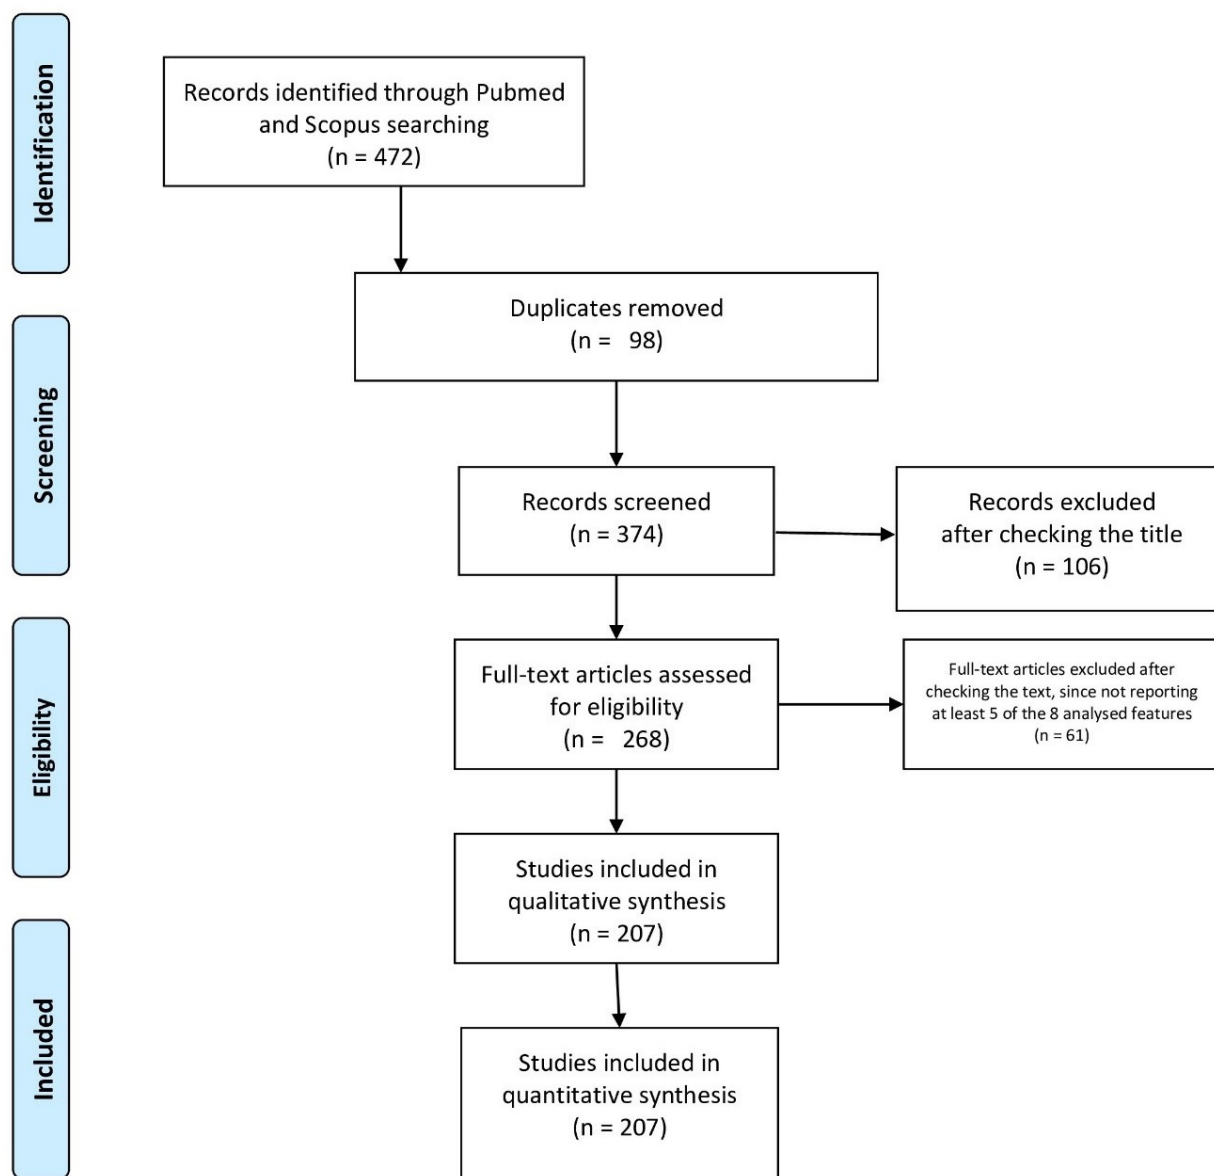 Identification
Records identified through Pubmed
and Scopus searching
(n = 472)
Duplicates removed
(n = 98)
Screening
Records screened
(n = 374)
Records excluded
after checking the title
(n = 106)
Eligibility
Full-text articles assessed
for eligibility
(n = 268)
Full-text articles excluded after
checking the text, since not reporting
at least 5 of the 8 analysed features
(n = 61)
Studies included in
qualitative synthesis
(n = 207)
Included
Studies included in
quantitative synthesis
(n = 207)